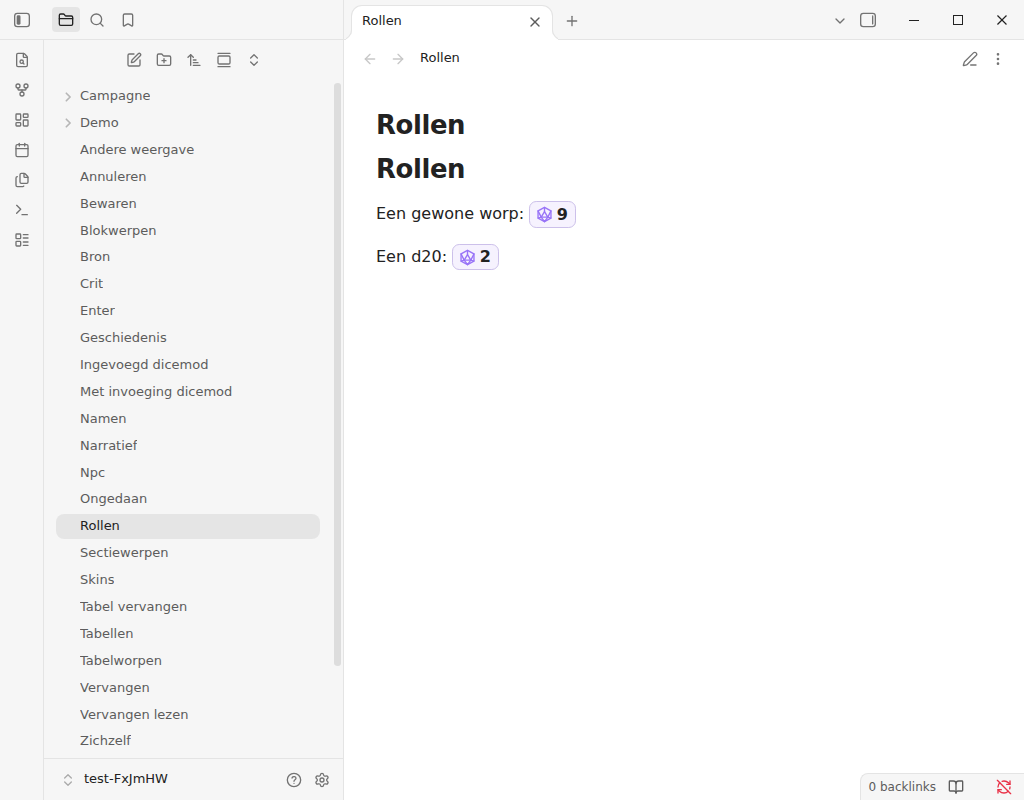 Rollen
Rollen
Campagne
Demo
Andere weergave
Annuleren
Bewaren
Blokwerpen
Bron
Crit
Enter
Geschiedenis
Ingevoegd dicemod
Met invoeging dicemod
Namen
Narratief
Npc
Ongedaan
Rollen
Sectiewerpen
Skins
Tabel vervangen
Tabellen
Tabelworpen
Vervangen
Vervangen lezen
Zichzelf
test-FxJmHW
Rollen
Rollen
Een gewone worp: 9
Een d20: 2
0 backlinks